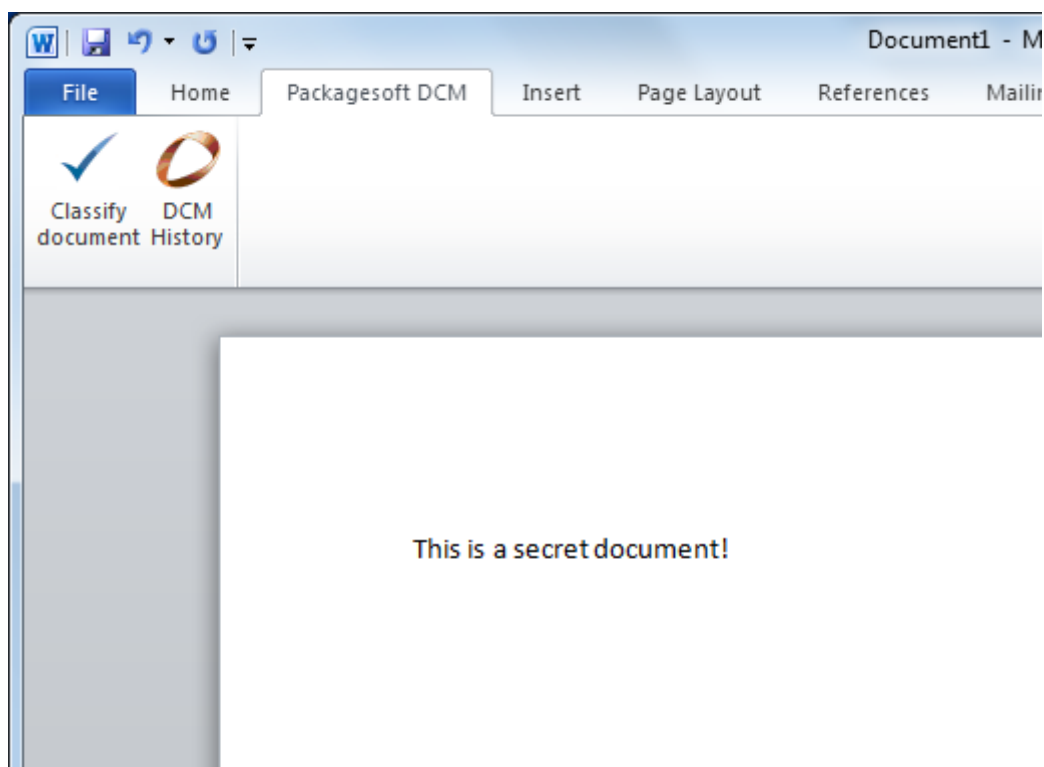 Document1 - M
File Home Packagesoft DCM Insert Page Layout References Mailin
Classify document
DCM History
This is a secret document!